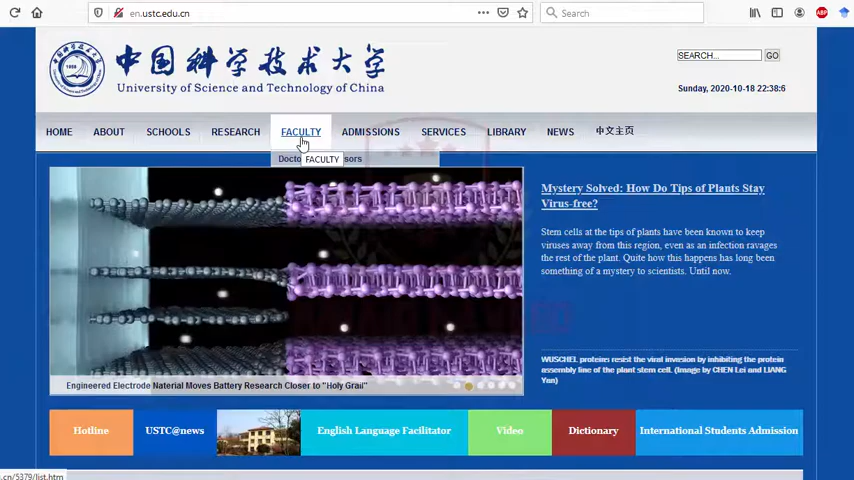 en.ustc.edu.cn
Search
ABP
1958
中国科学技术大学
University of Science and Technology of China
SEARCH...
GO
Sunday, 2020-10-18 22:38:6
HOME ABOUT SCHOOLS RESEARCH FACULTY ADMISSIONS SERVICES LIBRARY NEWS 中文主页
Docto
sors
FACULTY
Mystery Solved: How Do Tips of Plants Stay
Virus-free?
Stem cells at the tips of plants have been known to keep
viruses away from this region, even as an infection ravages
the rest of the plant. Quite how this happens has long been
something of a mystery to scientists. Until now.
WUSCHEL proteins resist the viral invasion by inhibiting the protein
assembly line of the plant stem cell. (Image by CHEN Lei and LIANG
Yan)
Engineered Electrode Naterial Moves Battery Research Closer to "Holy Grail"
Hotline
USTC@news
English Language Facilitator
Video
Dictionary
International Students Admission
.cn/5379/list.htm